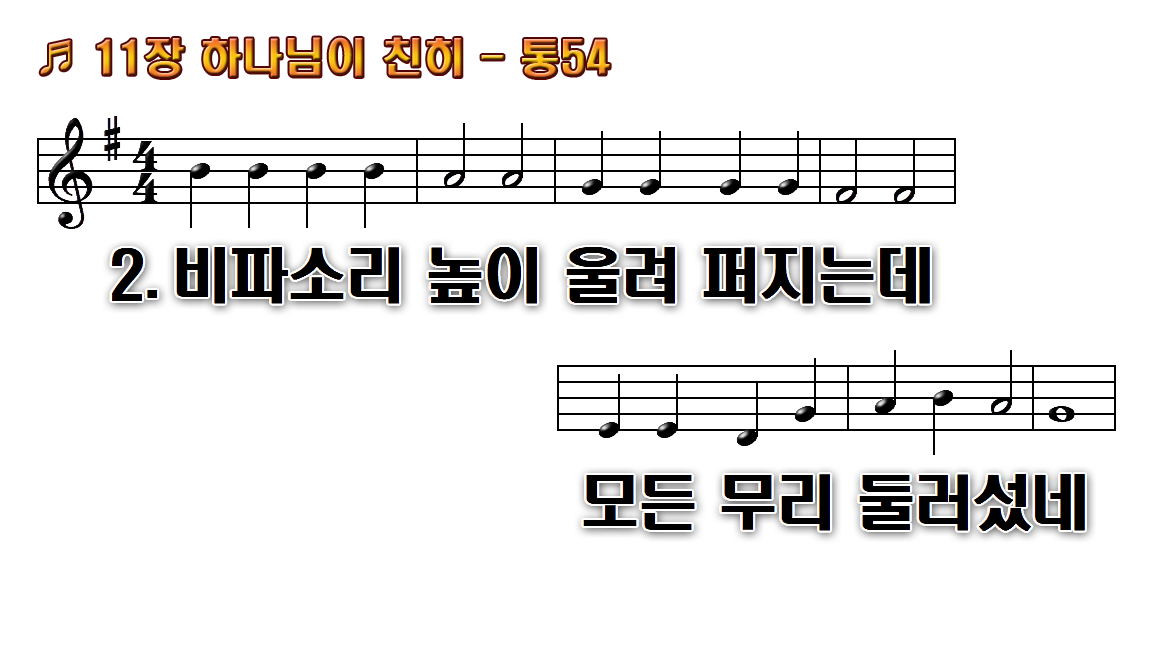 ♬ 11장 하나님이 친히 - 통54
2. 비파소리 높이 울려 퍼지는데
모든 무리 둘러섰네